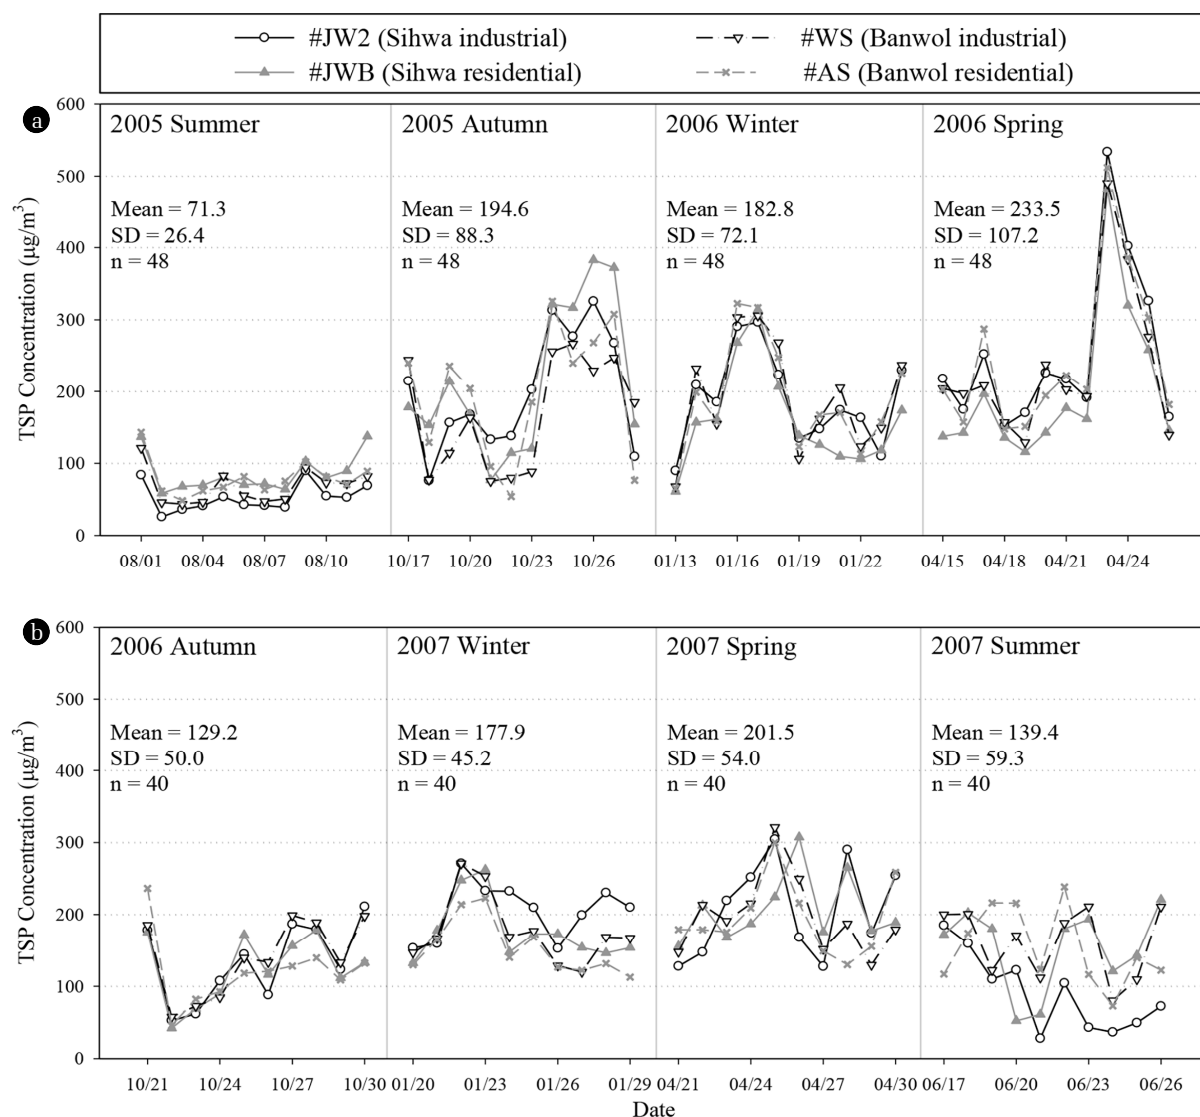 #JW2 (Sihwa industrial) #WS (Banwol industrial)
#JWB (Sihwa residential) #AS (Banwol residential)
a
600
500
400
300
200
100
0
TSP Concentration (μg/m³)
2005 Summer
Mean = 71.3
SD = 26.4
n = 48
2005 Autumn
Mean = 194.6
SD = 88.3
n = 48
2006 Winter
Mean = 182.8
SD = 72.1
n = 48
2006 Spring
Mean = 233.5
SD = 107.2
n = 48
08/01 08/04 08/07 08/10 10/17 10/20 10/23 10/26 01/13 01/16 01/19 01/22 04/15 04/18 04/21 04/24
b
600
500
400
300
200
100
0
TSP Concentration (μg/m³)
2006 Autumn
Mean = 129.2
SD = 50.0
n = 40
2007 Winter
Mean = 177.9
SD = 45.2
n = 40
2007 Spring
Mean = 201.5
SD = 54.0
n = 40
2007 Summer
Mean = 139.4
SD = 59.3
n = 40
10/21 10/24 10/27 10/30 01/20 01/23 01/26 01/29 04/21 04/24 04/27 04/30 06/17 06/20 06/23 06/26
Date